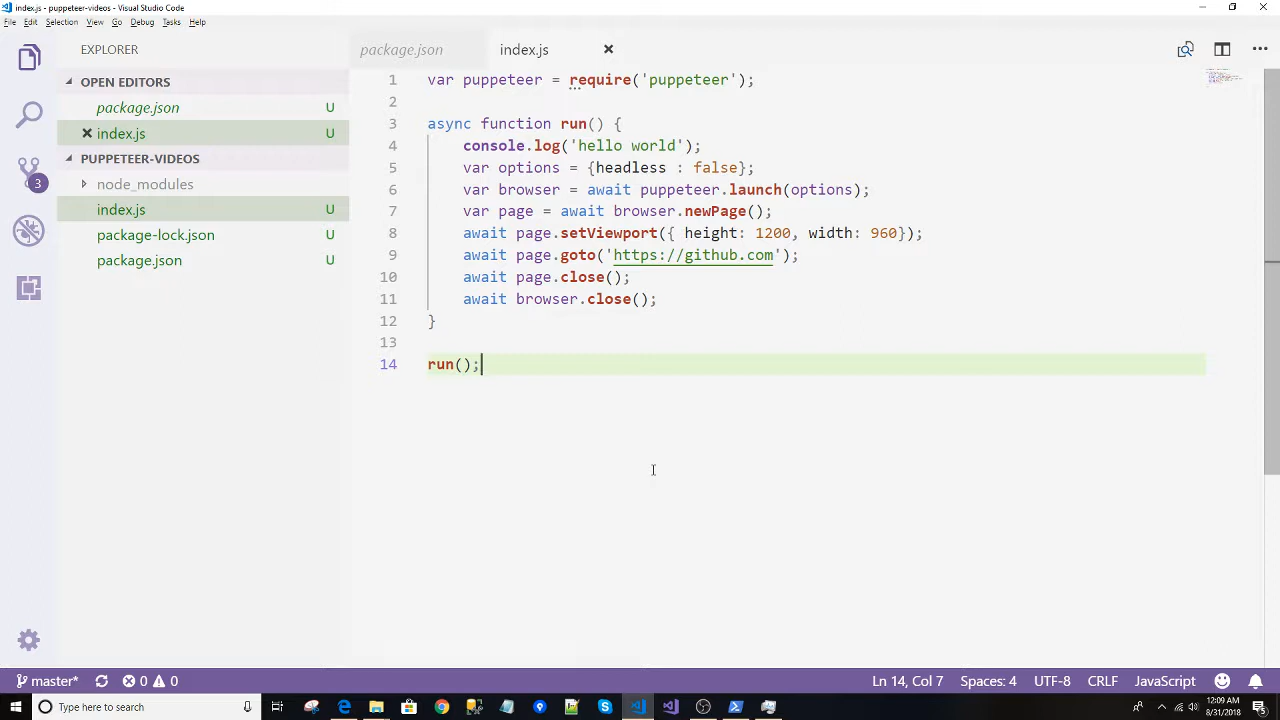 index.js - puppeteer-videos - Visual Studio Code
File Edit Selection View Go Debug Tasks Help
EXPLORER
OPEN EDITORS
package.json U
index.js U
PUPPETEER-VIDEOS
node_modules
index.js U
package-lock.json U
package.json U
3
package.json index.js
1 var puppeteer = require('puppeteer');
2
3 async function run() {
4 console.log('hello world');
5 var options = {headless : false};
6 var browser = await puppeteer.launch(options);
7 var page = await browser.newPage();
8 await page.setViewport({ height: 1200, width: 960});
9 await page.goto('https://github.com');
10 await page.close();
11 await browser.close();
12 }
13
14 run();
master* 0 0 Ln 14, Col 7 Spaces: 4 UTF-8 CRLF JavaScript
Type here to search
12:09 AM
8/31/2018